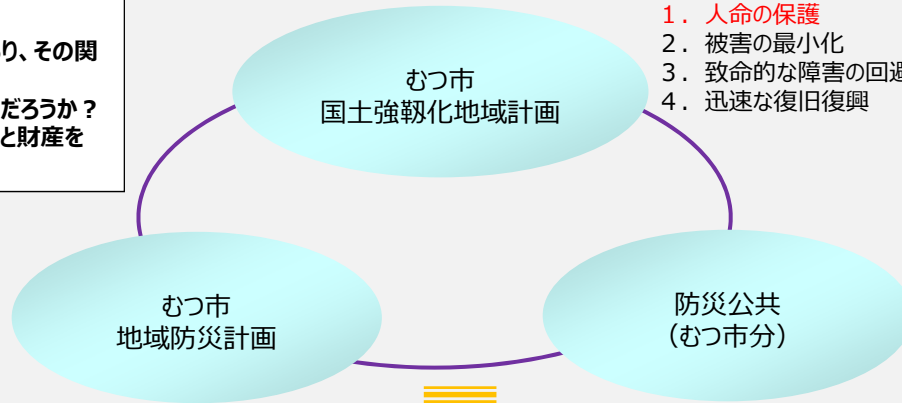 り、その関
だろうか？
と財産を
むつ市
国土強靱化地域計画
１．人命の保護
２．被害の最小化
３．致命的な障害の回避
４．迅速な復旧復興
むつ市
地域防災計画
防災公共
（むつ市分）